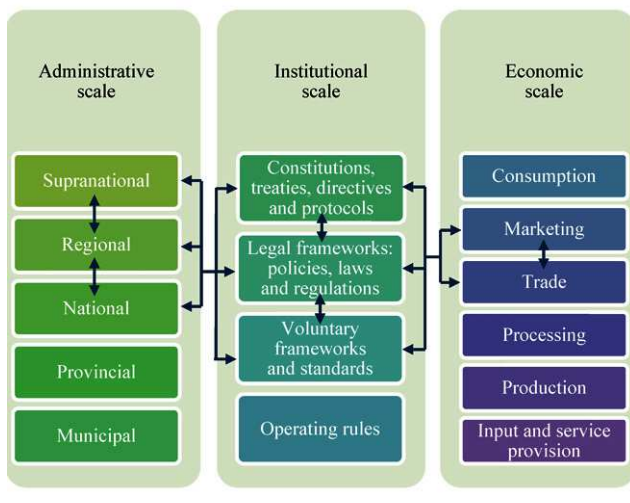 Administrative
scale
Supranational
Regional
National
Provincial
Municipal
Institutional
scale
Constitutions,
treaties, directives
and protocols
Legal frameworks:
policies, laws
and regulations
Voluntary
frameworks
and standards
Operating rules
Economic
scale
Consumption
Marketing
Trade
Processing
Production
Input and service
provision